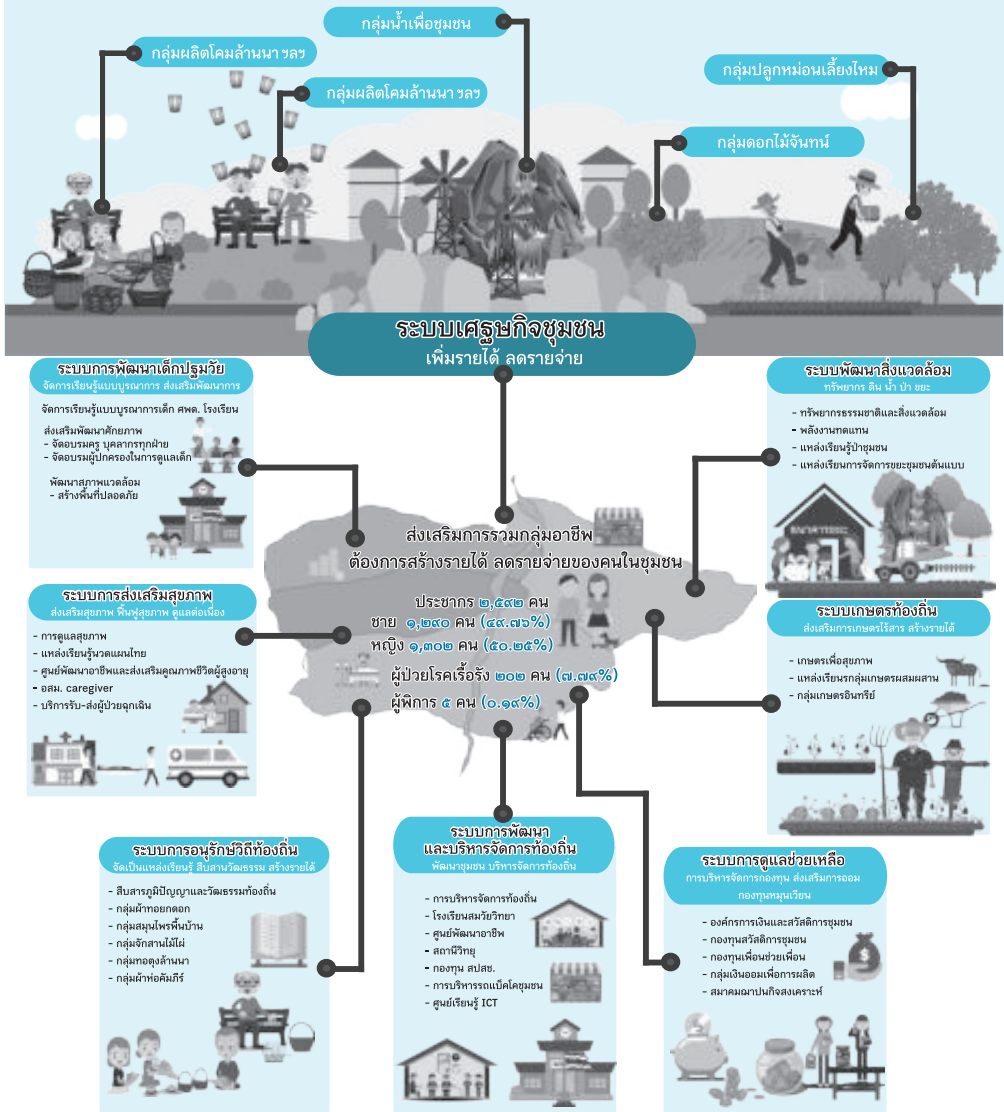 กลุ่มน้ำเพื่อชุมชน
กลุ่มผลิตโคมล้านนา ฯลฯ
กลุ่มปลูกหม่อนเลี้ยงไหม
กลุ่มผลิตโคมล้านนา ฯลฯ
กลุ่มดอกไม้จันทน์
ระบบเศรษฐกิจชุมชน
เพิ่มรายได้ ลดรายจ่าย
ระบบการพัฒนาเด็กปฐมวัย
จัดการเรียนรู้แบบบูรณาการ ส่งเสริมพัฒนาการ
จัดการเรียนรู้แบบบูรณาการเด็ก ศพด. โรงเรียน
ส่งเสริมพัฒนาศักยภาพ
- จัดอบรมครู บุคลากรทุกฝ่าย
- จัดอบรมผู้ปกครองในการดูแลเด็ก
พัฒนาสภาพแวดล้อม
- สร้างพื้นที่ปลอดภัย
ระบบพัฒนาสิ่งแวดล้อม
ทรัพยากร ดิน น้ำ ป่า ขยะ
- ทรัพยากรธรรมชาติและสิ่งแวดล้อม
- พลังงานทดแทน
- แหล่งเรียนรู้ป่าชุมชน
- แหล่งเรียนการจัดการขยะชุมชนต้นแบบ
ส่งเสริมการรวมกลุ่มอาชีพ
ต้องการสร้างรายได้ ลดรายจ่ายของคนในชุมชน
ประชากร ๒,๕๙๒ คน
ชาย ๑,๒๙๐ คน (๔๙.๗๖%)
หญิง ๑,๓๐๒ คน (๕๐.๒๕%)
ผู้ป่วยโรคเรื้อรัง ๒๐๒ คน (๗.๗๙%)
ผู้พิการ ๕ คน (๐.๑๙%)
ระบบการส่งเสริมสุขภาพ
ส่งเสริมสุขภาพ ฟื้นฟูสุขภาพ ดูแลต่อเนื่อง
- การดูแลสุขภาพ
- แหล่งเรียนรู้นวดแผนไทย
- ศูนย์พัฒนาอาชีพและส่งเสริมคุณภาพชีวิตผู้สูงอายุ
- อสม. caregiver
- บริการรับ-ส่งผู้ป่วยฉุกเฉิน
ระบบเกษตรท้องถิ่น
ส่งเสริมการเกษตรไร้สาร สร้างรายได้
- เกษตรเพื่อสุขภาพ
- แหล่งเรียนรกลุ่มเกษตรผสมผสาน
- กลุ่มเกษตรอินทรีย์
ระบบการอนุรักษ์วิถีท้องถิ่น
จัดเป็นแหล่งเรียนรู้ สืบสานวัฒนธรรม สร้างรายได้
- สืบสารภูมิปัญญาและวัฒนธรรมท้องถิ่น
- กลุ่มผ้าทอยกดอก
- กลุ่มสมุนไพรพื้นบ้าน
- กลุ่มจักสานไม้ไผ่
- กลุ่มทอตุงล้านนา
- กลุ่มผ้าห่อคัมภีร์
ระบบการพัฒนา
และบริหารจัดการท้องถิ่น
พัฒนาชุมชน บริหารจัดการท้องถิ่น
- การบริหารจัดการท้องถิ่น
- โรงเรียนสมวัยวิทยา
- ศูนย์พัฒนาอาชีพ
- สถานีวิทยุ
- กองทุน สปสช.
- การบริหารรถแบ็คโคชุมชน
- ศูนย์เรียนรู้ ICT
ระบบการดูแลช่วยเหลือ
การบริหารจัดการกองทุน ส่งเสริมการออม
กองทุนหมุนเวียน
- องค์กรการเงินและสวัสดิการชุมชน
- กองทุนสวัสดิการชุมชน
- กองทุนเพื่อนช่วยเพื่อน
- กลุ่มเงินออมเพื่อการผลิต
- สมาคมฌาปนกิจสงเคราะห์